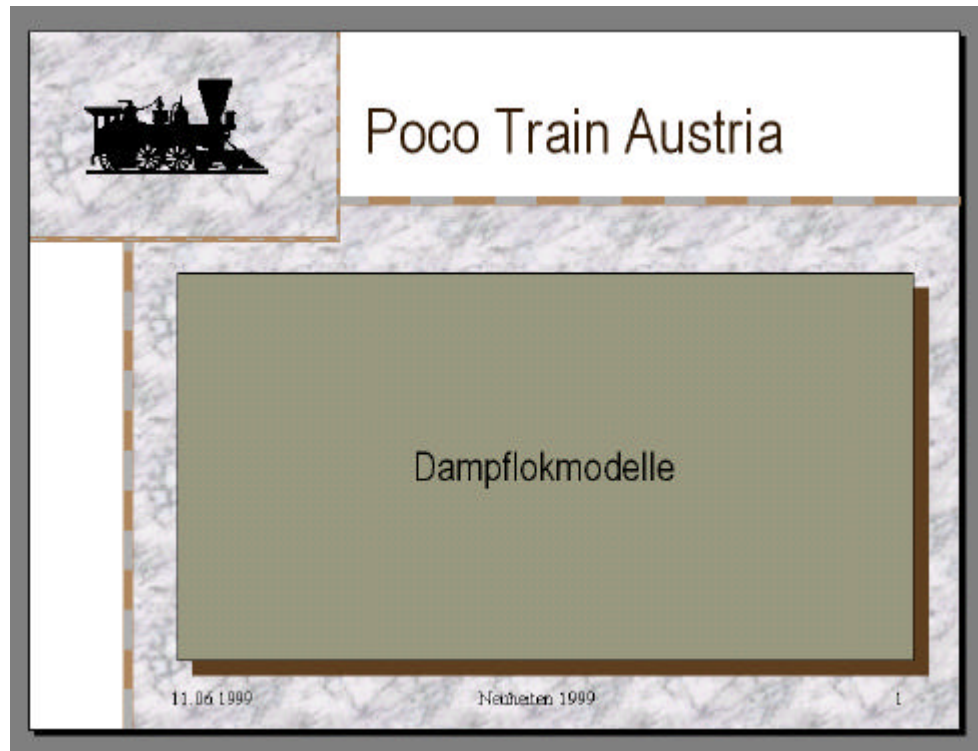 Poco Train Austria
Dampflokmodelle
11.06.1999
Neuheiten 1999
1